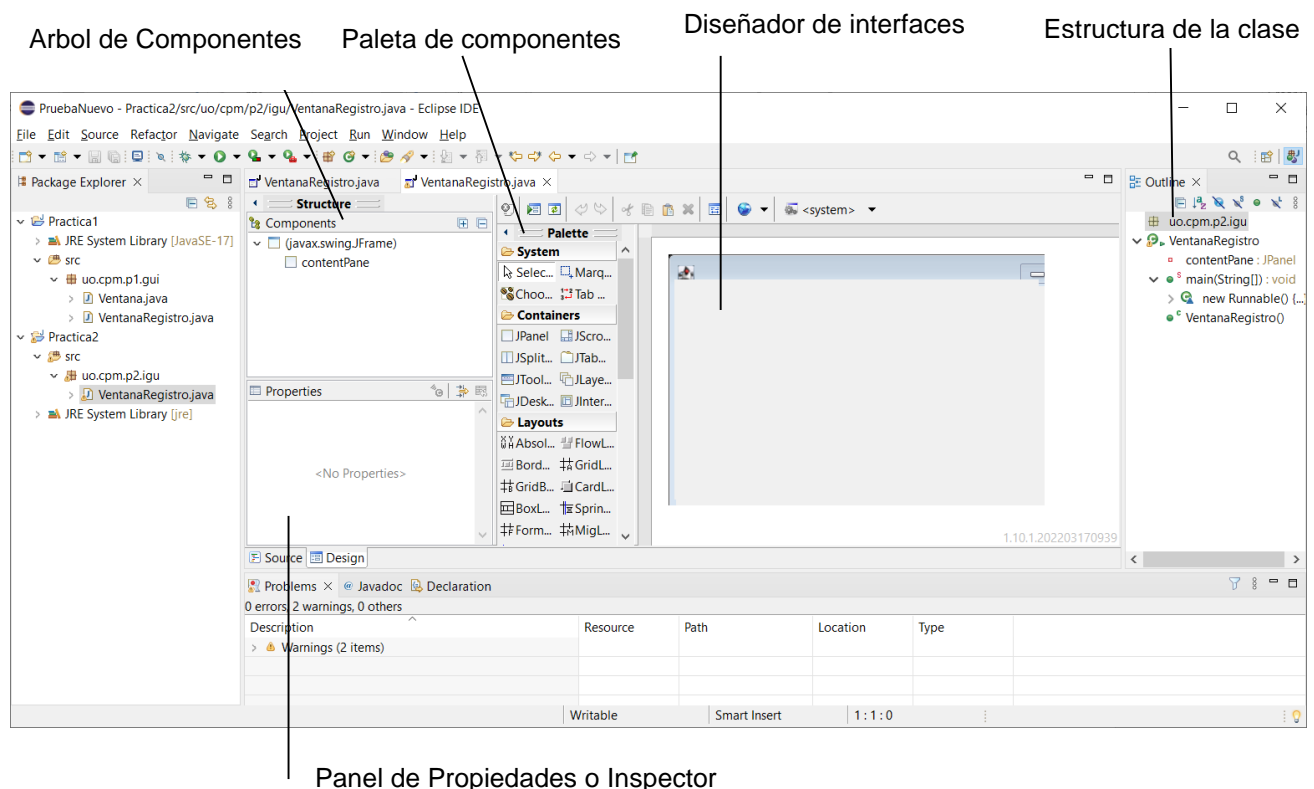 Arbol de Componentes
Paleta de componentes
Diseñador de interfaces
Estructura de la clase
PruebaNuevo - Practica2/src/uo/cpm/p2/igu/VentanaRegistro.java - Eclipse IDE
File Edit Source Refactor Navigate Search Project Run Window Help
Package Explorer
Practica1
JRE System Library [JavaSE-17]
src
uo.cpm.p1.gui
Ventana.java
VentanaRegistro.java
Practica2
src
uo.cpm.p2.igu
VentanaRegistro.java
JRE System Library [jre]
VentanaRegistro.java
VentanaRegistro.java
Structure
Components
(javax.swing.JFrame)
contentPane
Properties
<No Properties>
<system>
Palette
System
Selec... Marq...
Choo... Tab ...
Containers
JPanel JScro...
JSplit... JTab...
JTool... JLaye...
JDesk... JInter...
Layouts
Absol... FlowL...
Bord... GridL...
GridB... CardL...
BoxL... Sprin...
Form... MigL...
1.10.1.202203170939
Source Design
Outline
uo.cpm.p2.igu
VentanaRegistro
contentPane : JPanel
main(String[]) : void
new Runnable() {...}
VentanaRegistro()
Problems Javadoc Declaration
0 errors, 2 warnings, 0 others
Description Resource Path Location Type
Warnings (2 items)
Writable Smart Insert 1 : 1 : 0
Panel de Propiedades o Inspector